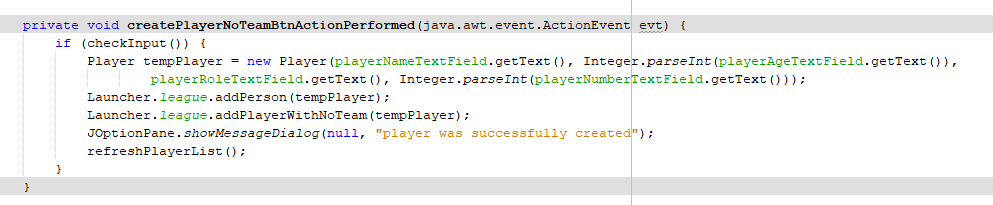 private void createPlayerNoTeamBtnActionPerformed(java.awt.event.ActionEvent evt) {
if (checkInput()) {
Player tempPlayer = new Player(playerNameTextField.getText(), Integer.parseInt(playerAgeTextField.getText()),
playerRoleTextField.getText(), Integer.parseInt(playerNumberTextField.getText()));
Launcher.league.addPerson(tempPlayer);
Launcher.league.addPlayerWithNoTeam(tempPlayer);
JOptionPane.showMessageDialog(null, "player was successfully created");
refreshPlayerList();
}
}